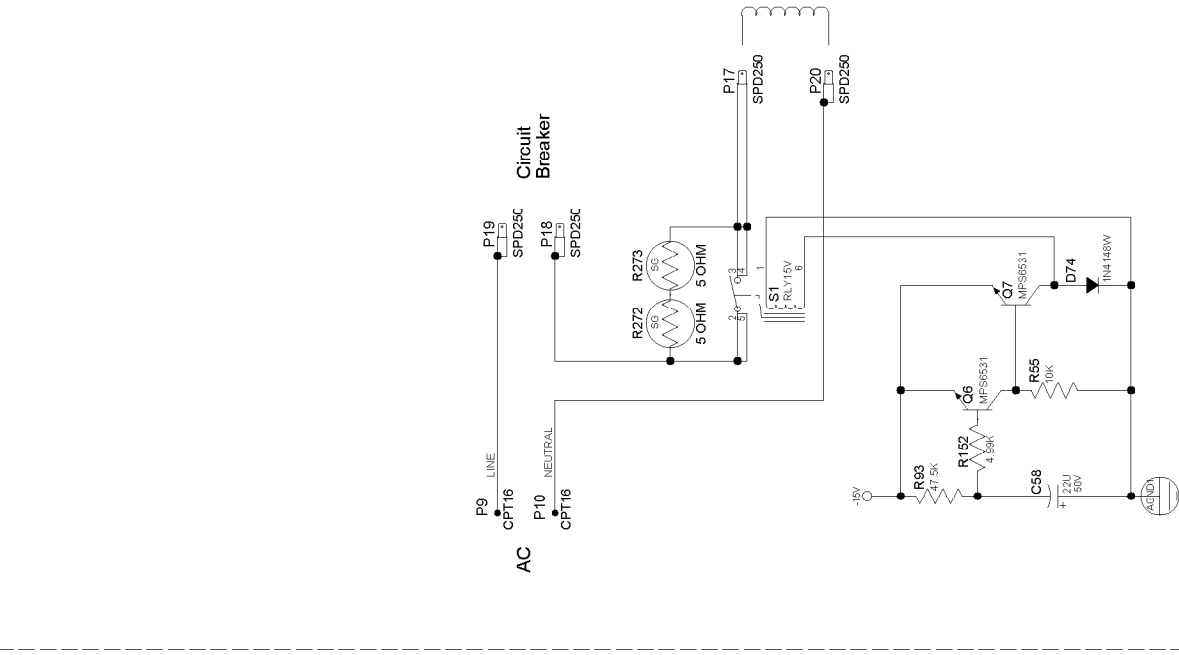 P17
SPD250
P20
SPD250
Circuit
Breaker
P19
SPD250
P18
SPD250
R273
SG
5 OHM
R272
SG
5 OHM
3
4
1
S1
RLY15V
6
2
5
Q7
MPS6531
D74
1N4148W
Q6
MPS6531
R55
10K
R152
4.99K
R93
47.5K
C58
22U
50V
+
-15V
AGND1
LINE
NEUTRAL
P9
CPT16
P10
CPT16
AC